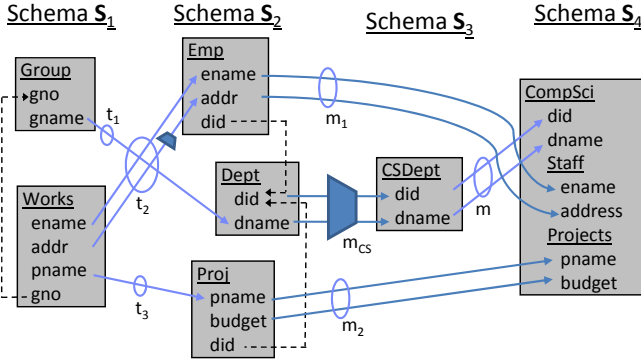 Schema S1
Schema S2
Schema S3
Schema S4
Group
gno
gname
Works
ename
addr
pname
gno
t1
t2
t3
Emp
ename
addr
did
Dept
did
dname
Proj
pname
budget
did
m1
mCS
m2
CSDept
did
dname
m
CompSci
did
dname
Staff
ename
address
Projects
pname
budget